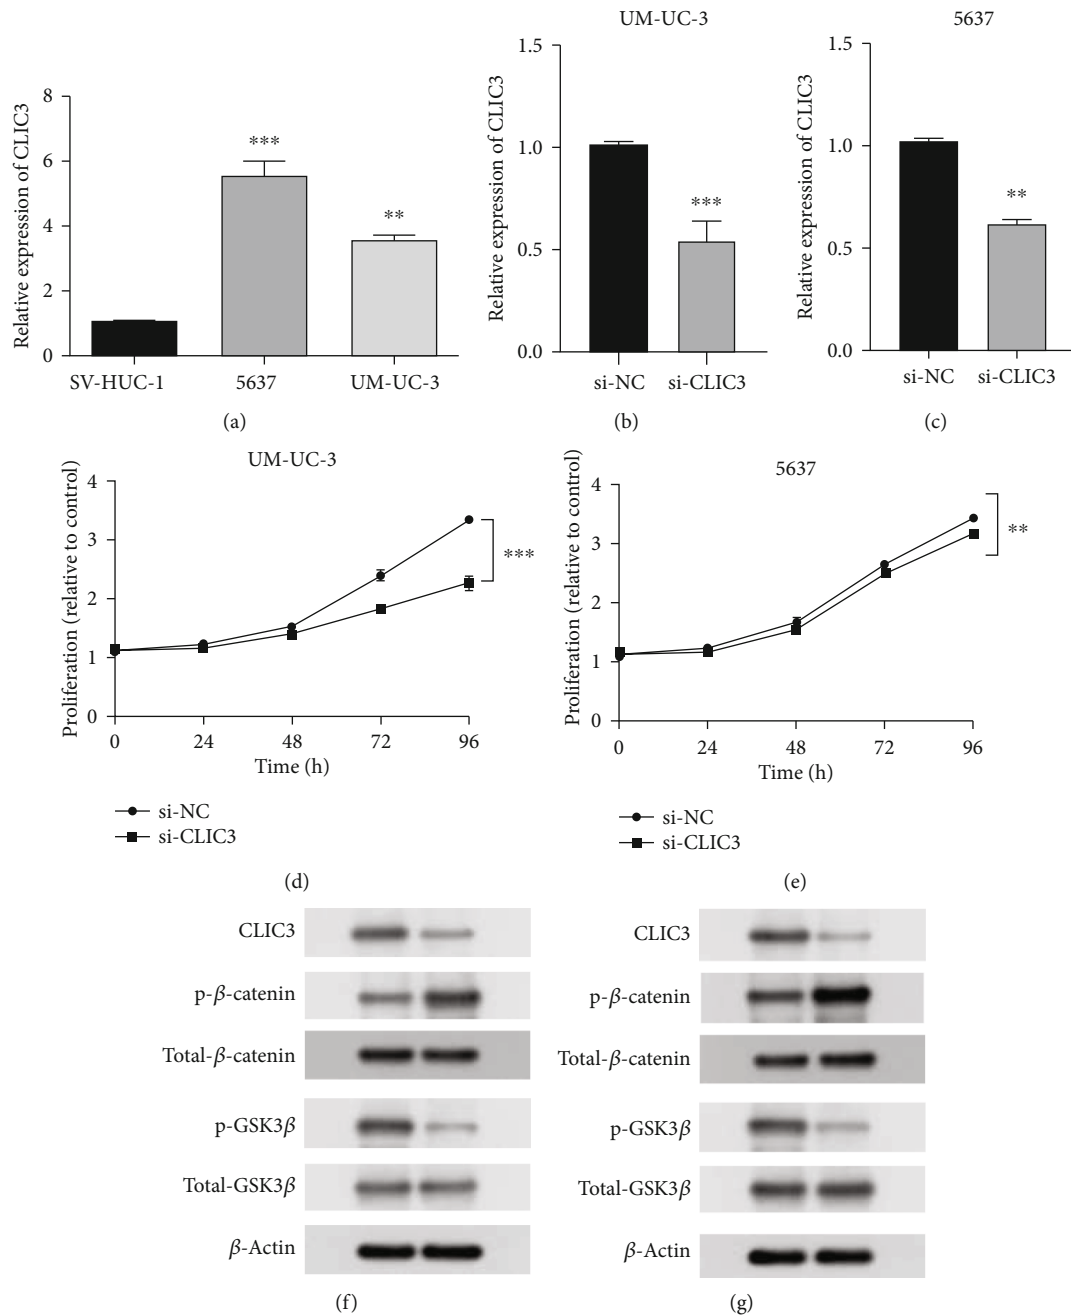 Relative expression of CLIC3
8
6
4
2
0
***
**
SV-HUC-1
5637
UM-UC-3
(a)
UM-UC-3
Relative expression of CLIC3
1.5
1.0
0.5
0.0
***
si-NC
si-CLIC3
(b)
5637
Relative expression of CLIC3
1.5
1.0
0.5
0.0
**
si-NC
si-CLIC3
(c)
UM-UC-3
Proliferation (relative to control)
4
3
2
1
0
***
0
24
48
72
96
Time (h)
si-NC
si-CLIC3
(d)
5637
Proliferation (relative to control)
4
3
2
1
0
**
0
24
48
72
96
Time (h)
si-NC
si-CLIC3
(e)
CLIC3
p-β-catenin
Total-β-catenin
p-GSK3β
Total-GSK3β
β-Actin
(f)
CLIC3
p-β-catenin
Total-β-catenin
p-GSK3β
Total-GSK3β
β-Actin
(g)